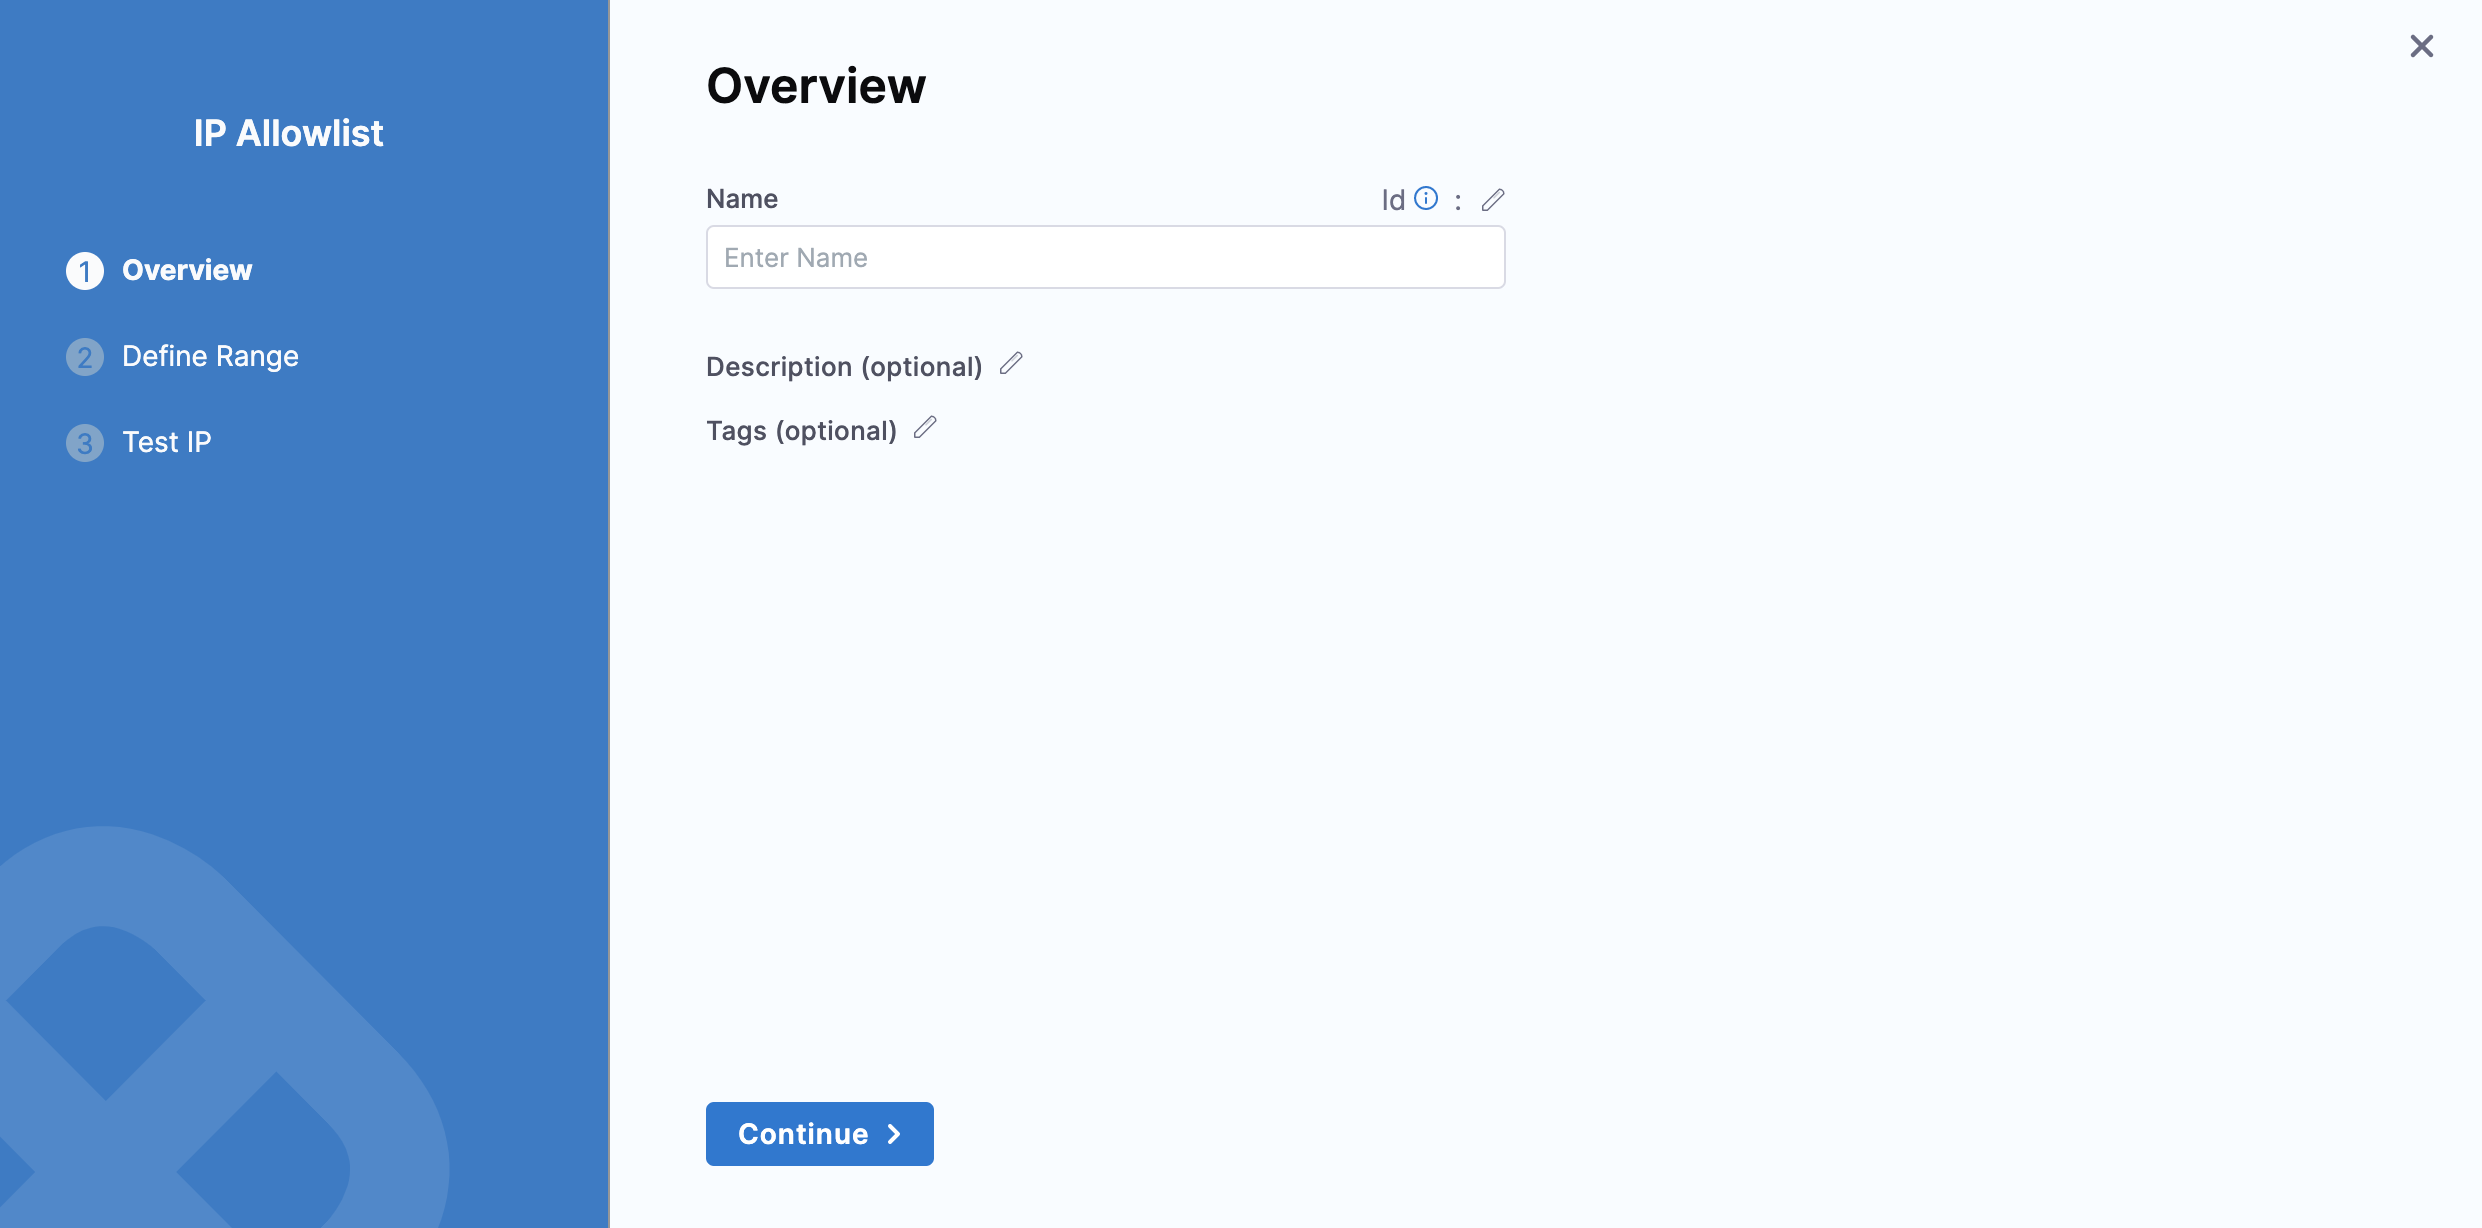 IP Allowlist
1 Overview
2 Define Range
3 Test IP
Overview
Name
Id :
Enter Name
Description (optional)
Tags (optional)
Continue